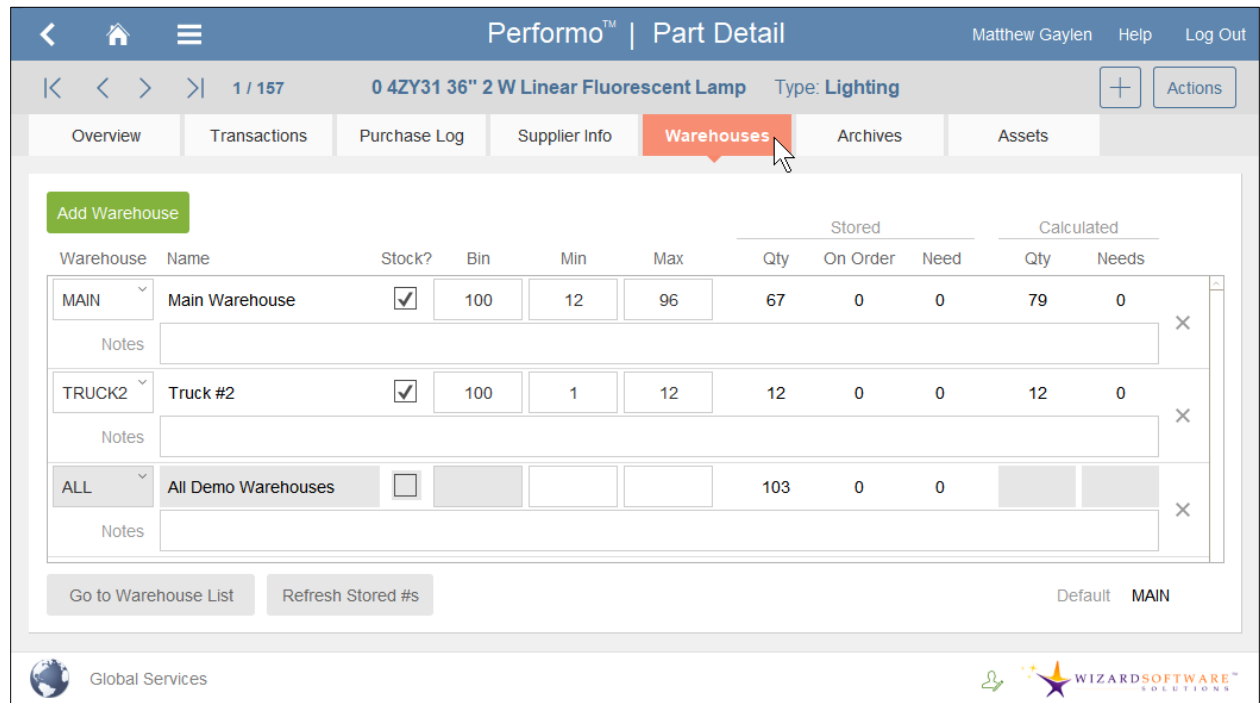 Performo™ | Part Detail Matthew Gaylen Help Log Out
1 / 157 0 4ZY31 36" 2 W Linear Fluorescent Lamp Type: Lighting Actions
Overview Transactions Purchase Log Supplier Info Warehouses Archives Assets
Add Warehouse
Stored Calculated
Warehouse Name Stock? Bin Min Max Qty On Order Need Qty Needs
MAIN Main Warehouse 100 12 96 67 0 0 79 0
Notes
TRUCK2 Truck #2 100 1 12 12 0 0 12 0
Notes
ALL All Demo Warehouses 103 0 0
Notes
Go to Warehouse List Refresh Stored #s Default MAIN
Global Services WIZARDSOFTWARE™
SOLUTIONS